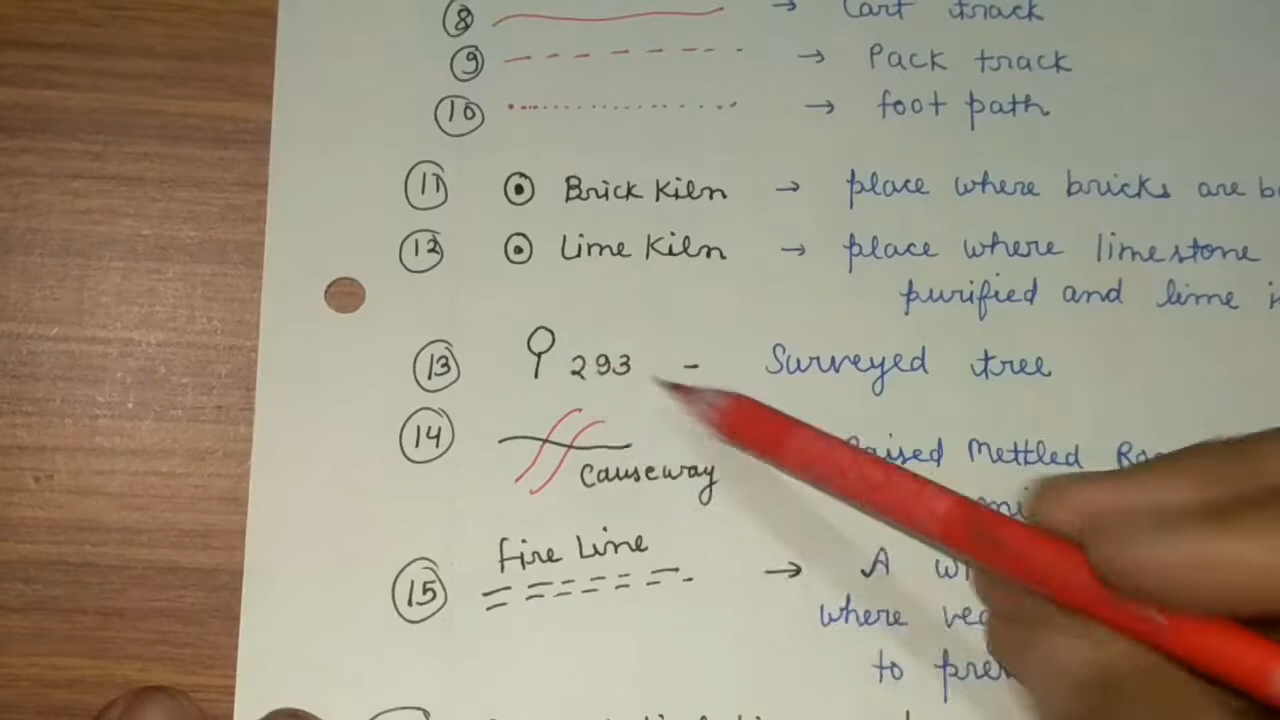 8 → Cart track
9 → Pack track
10 → foot path
11 Brick Kiln → place where bricks are
12 Lime Kiln → place where limestone
purified and lime
13 293 - Surveyed tree
14 Causeway Raised Mettled
Fire Line
15 → A
where
to